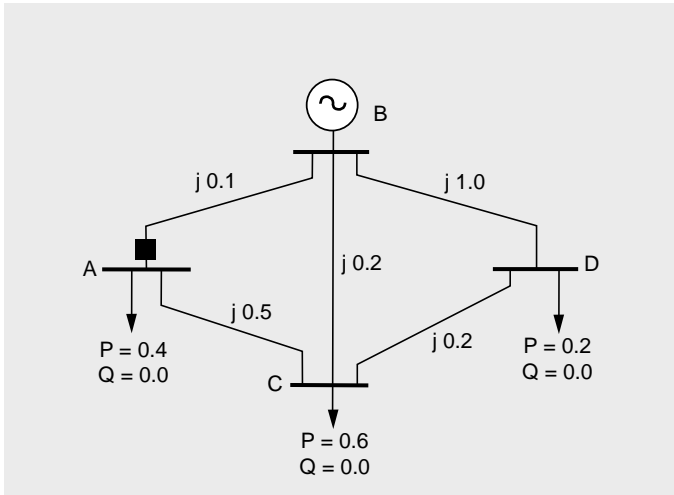 B
j 0.1
j 1.0
A
j 0.2
D
j 0.5
j 0.2
P = 0.4
Q = 0.0
P = 0.2
Q = 0.0
C
P = 0.6
Q = 0.0